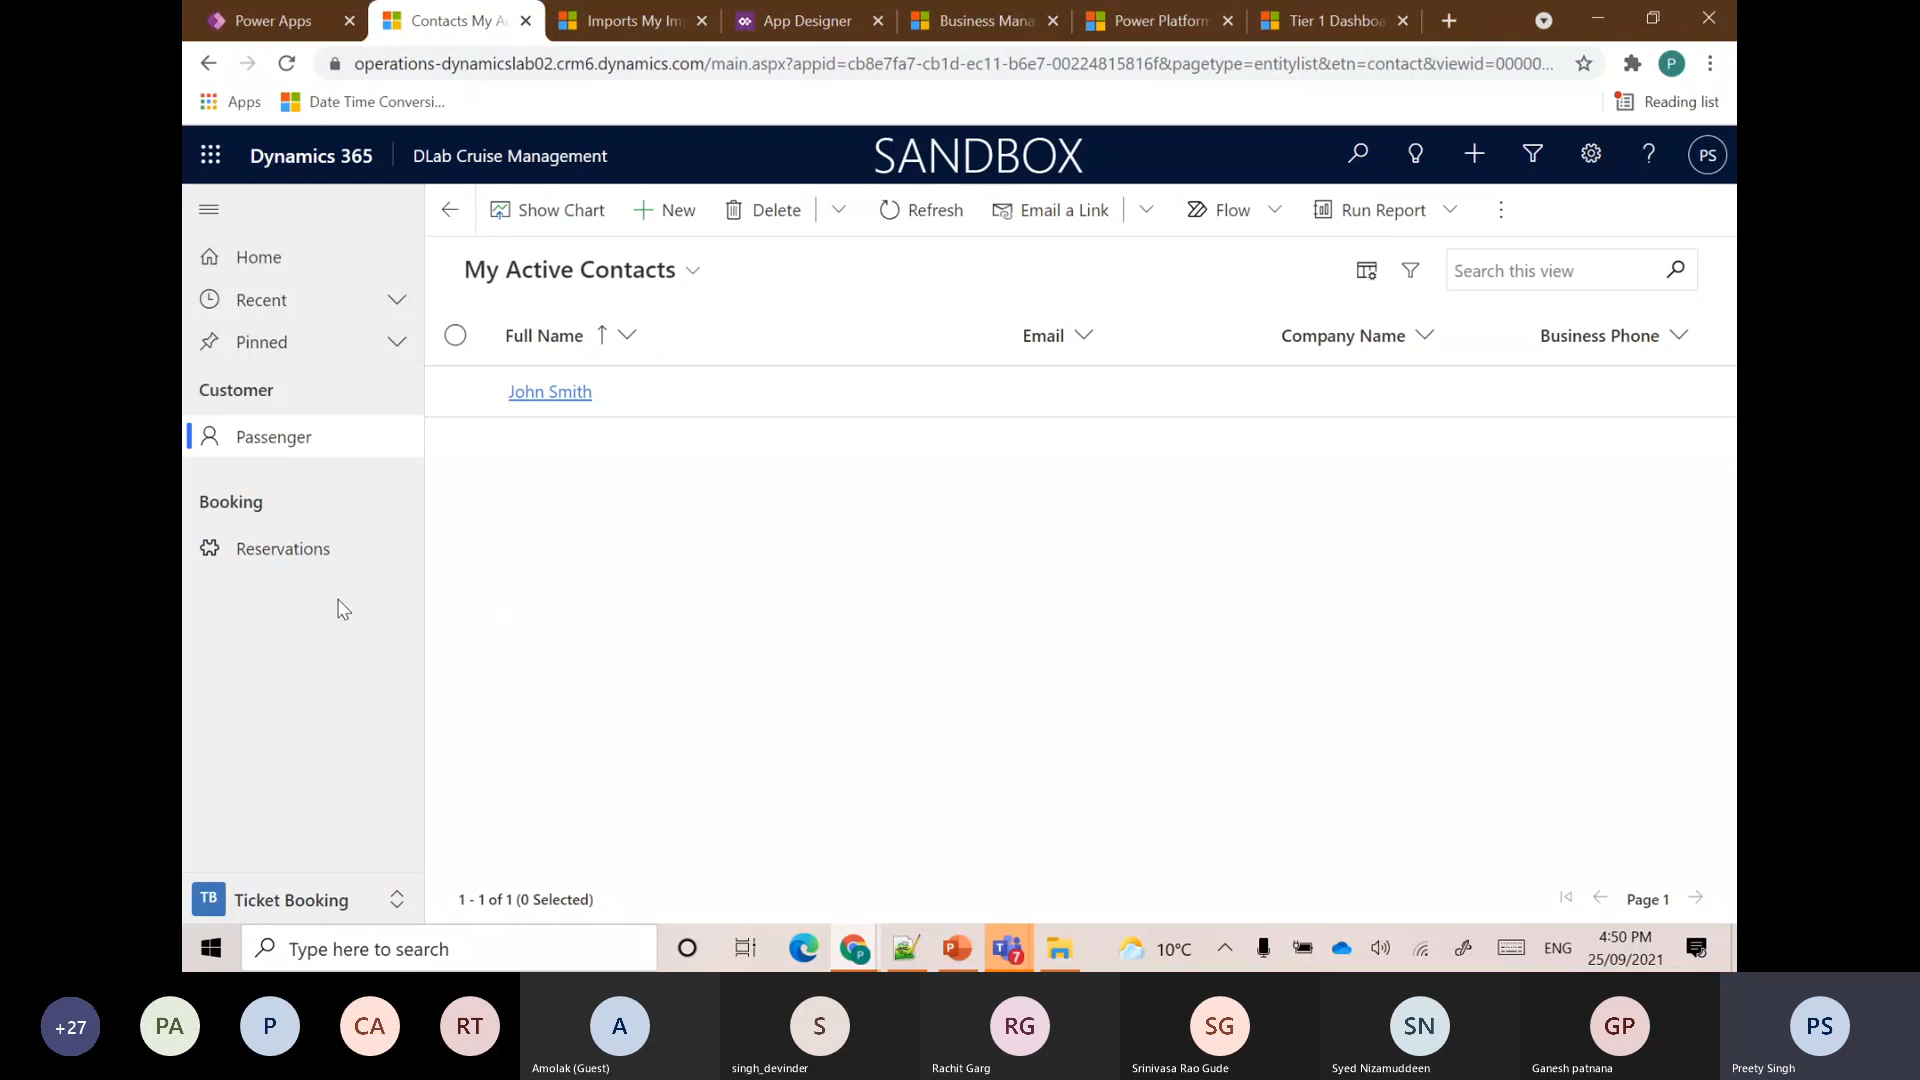 Power Apps
Contacts My A
Imports My Im
App Designer
Business Mana
Power Platform
Tier 1 Dashboa
operations-dynamicslab02.crm6.dynamics.com/main.aspx?appid=cb8e7fa7-cb1d-ec11-b6e7-00224815816f&pagetype=entitylist&etn=contact&viewid=00000...
P
Apps
Date Time Conversi...
Reading list
Dynamics 365
DLab Cruise Management
SANDBOX
PS
Show Chart
New
Delete
Refresh
Email a Link
Flow
Run Report
Home
Recent
Pinned
Customer
Passenger
Booking
Reservations
My Active Contacts
Search this view
Full Name
Email
Company Name
Business Phone
John Smith
TB
Ticket Booking
1 - 1 of 1 (0 Selected)
Page 1
Type here to search
7
10°C
ENG
4:50 PM
25/09/2021
+27
PA
P
CA
RT
A
Amolak (Guest)
S
singh_devinder
RG
Rachit Garg
SG
Srinivasa Rao Gude
SN
Syed Nizamuddeen
GP
Ganesh patnana
PS
Preety Singh